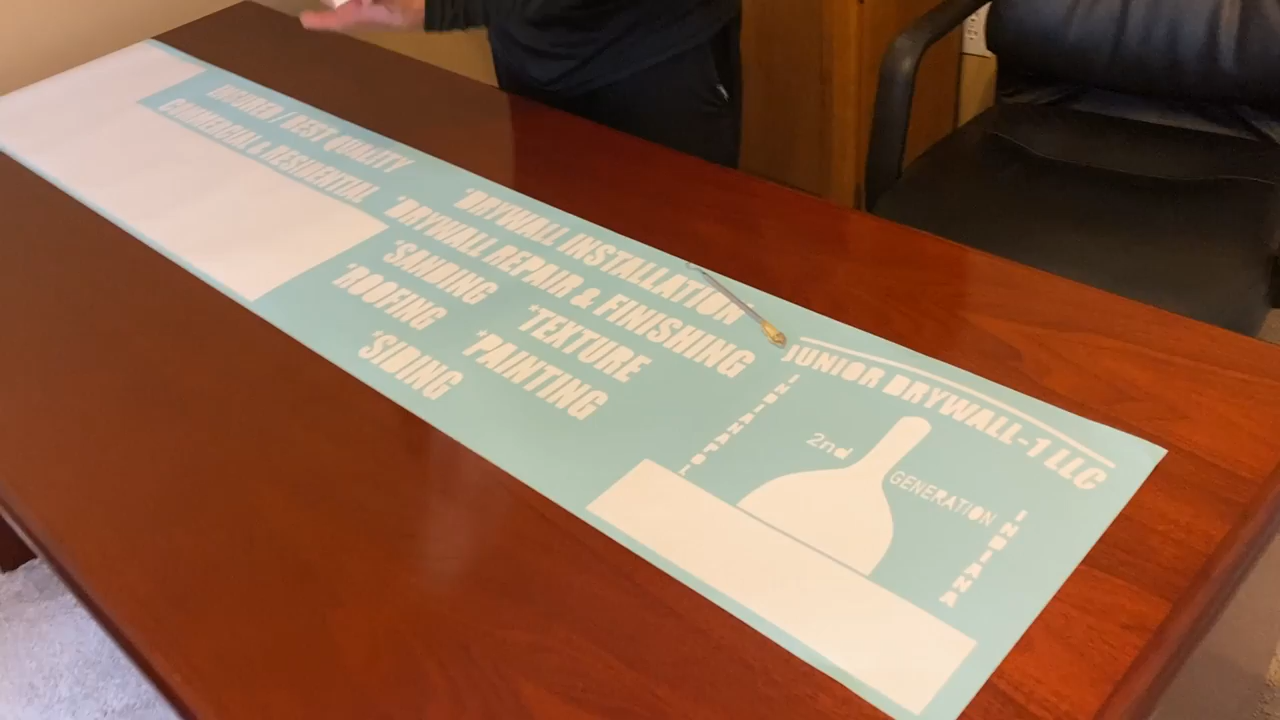 INSURED / BEST QUALITY
COMMERCIAL & RESIDENTIAL
*DRYWALL INSTALLATION*
*DRYWALL REPAIR & FINISHING
*SANDING
*TEXTURE
*ROOFING
*PAINTING
*SIDING
JUNIOR DRYWALL-1 LLC
2nd
GENERATION
INDIANA